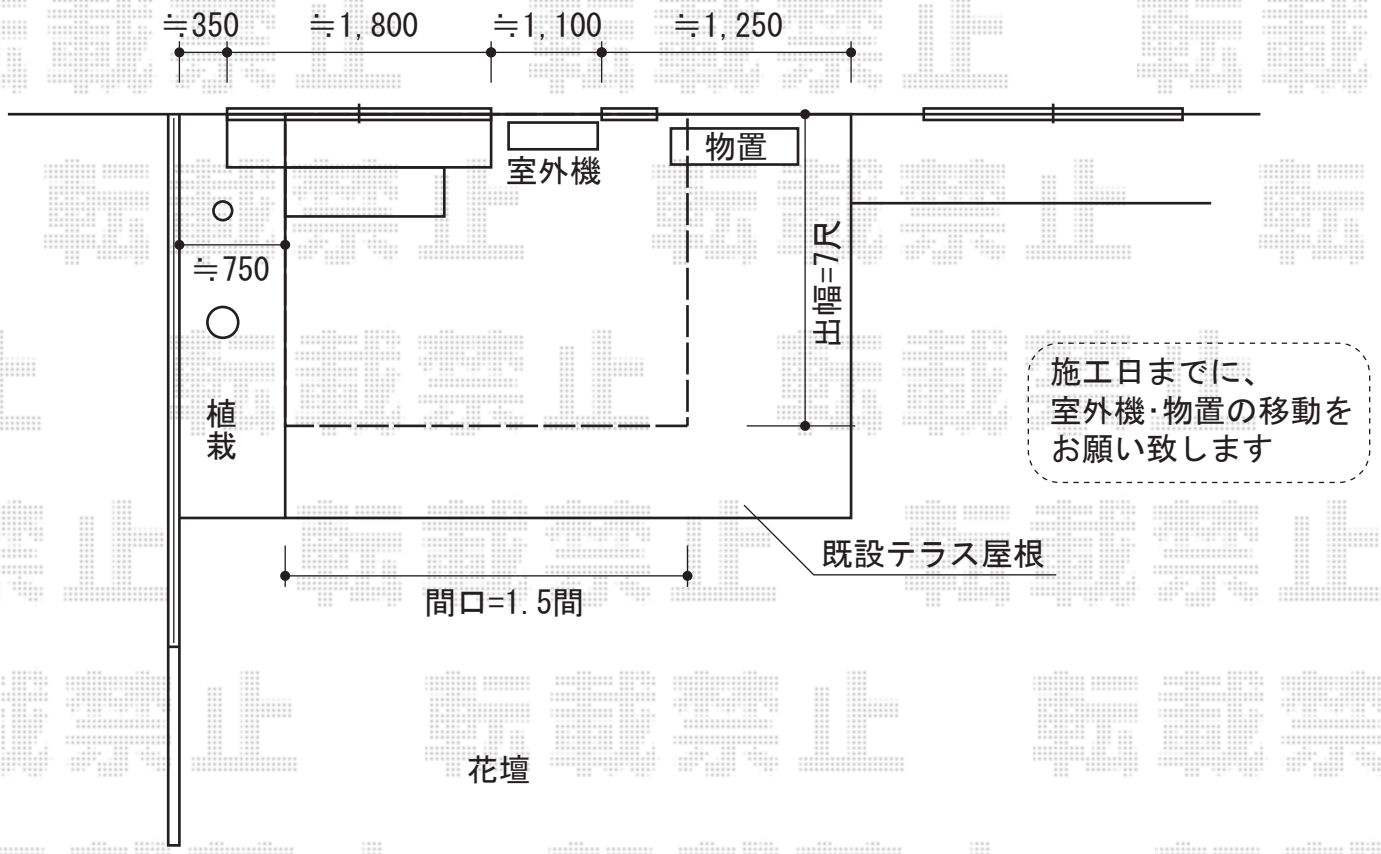 ≒350
≒1,800
≒1,100
≒1,250
室外機
物置
≒750
出幅=7尺
植栽
施工日までに、
室外機・物置の移動を
お願い致します
既設テラス屋根
間口=1.5間
花壇
転載禁止